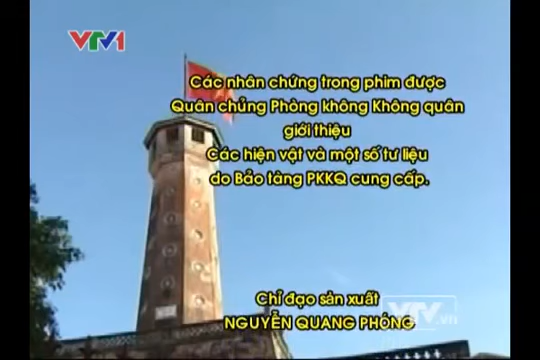 VTV1
Các nhân chứng trong phim được
Quân chủng Phòng không Không quân
giới thiệu
Các hiện vật và một số tư liệu
do Bảo tàng PKKQ cung cấp.
Chỉ đạo sản xuất
NGUYỄN QUANG PHÓNG
VTV.vn